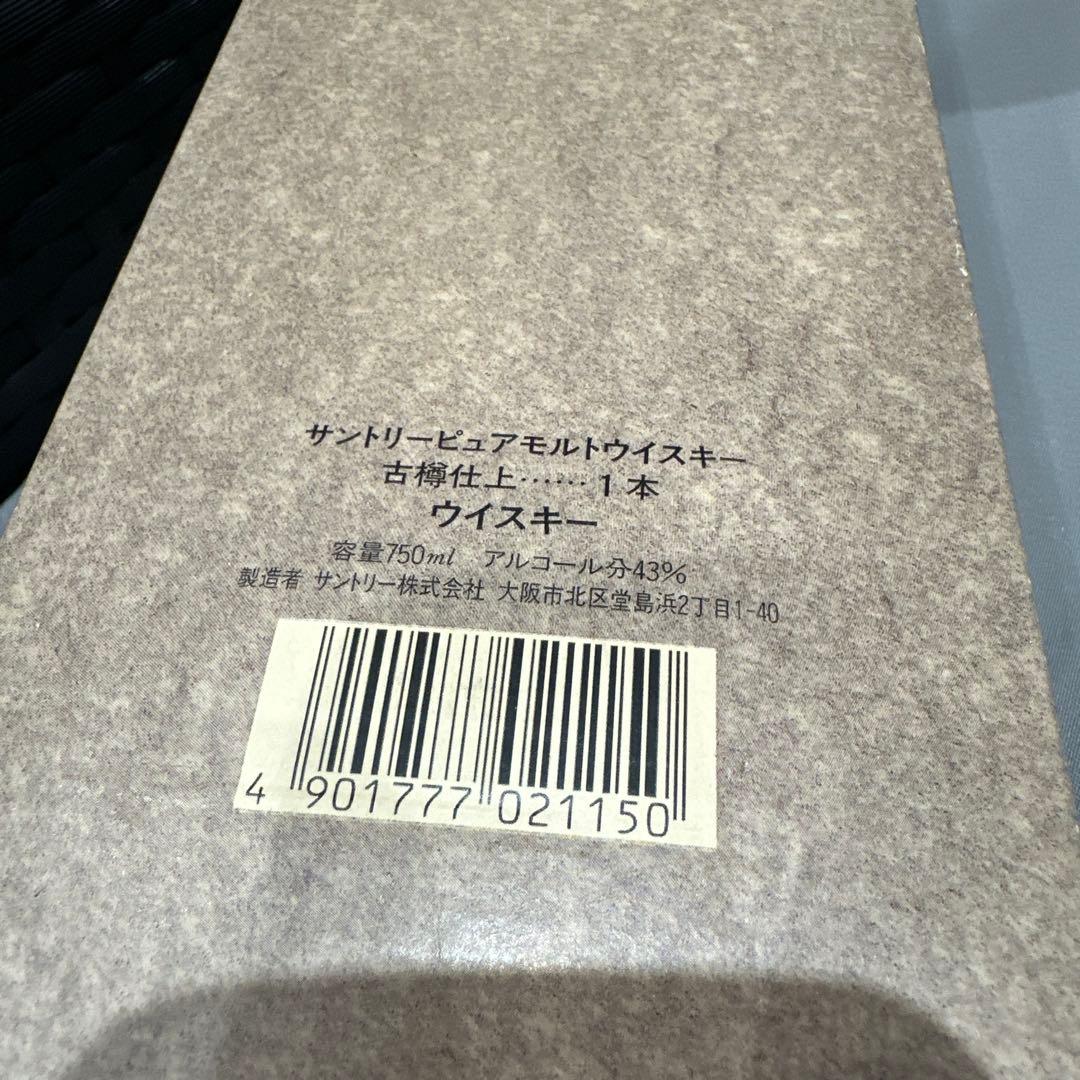 サントリーピュアモルトウイスキー
古樽仕上……1本
ウイスキー
容量750ml アルコール分43%
製造者 サントリー株式会社 大阪市北区堂島浜2丁目1-40
4 901777 021150